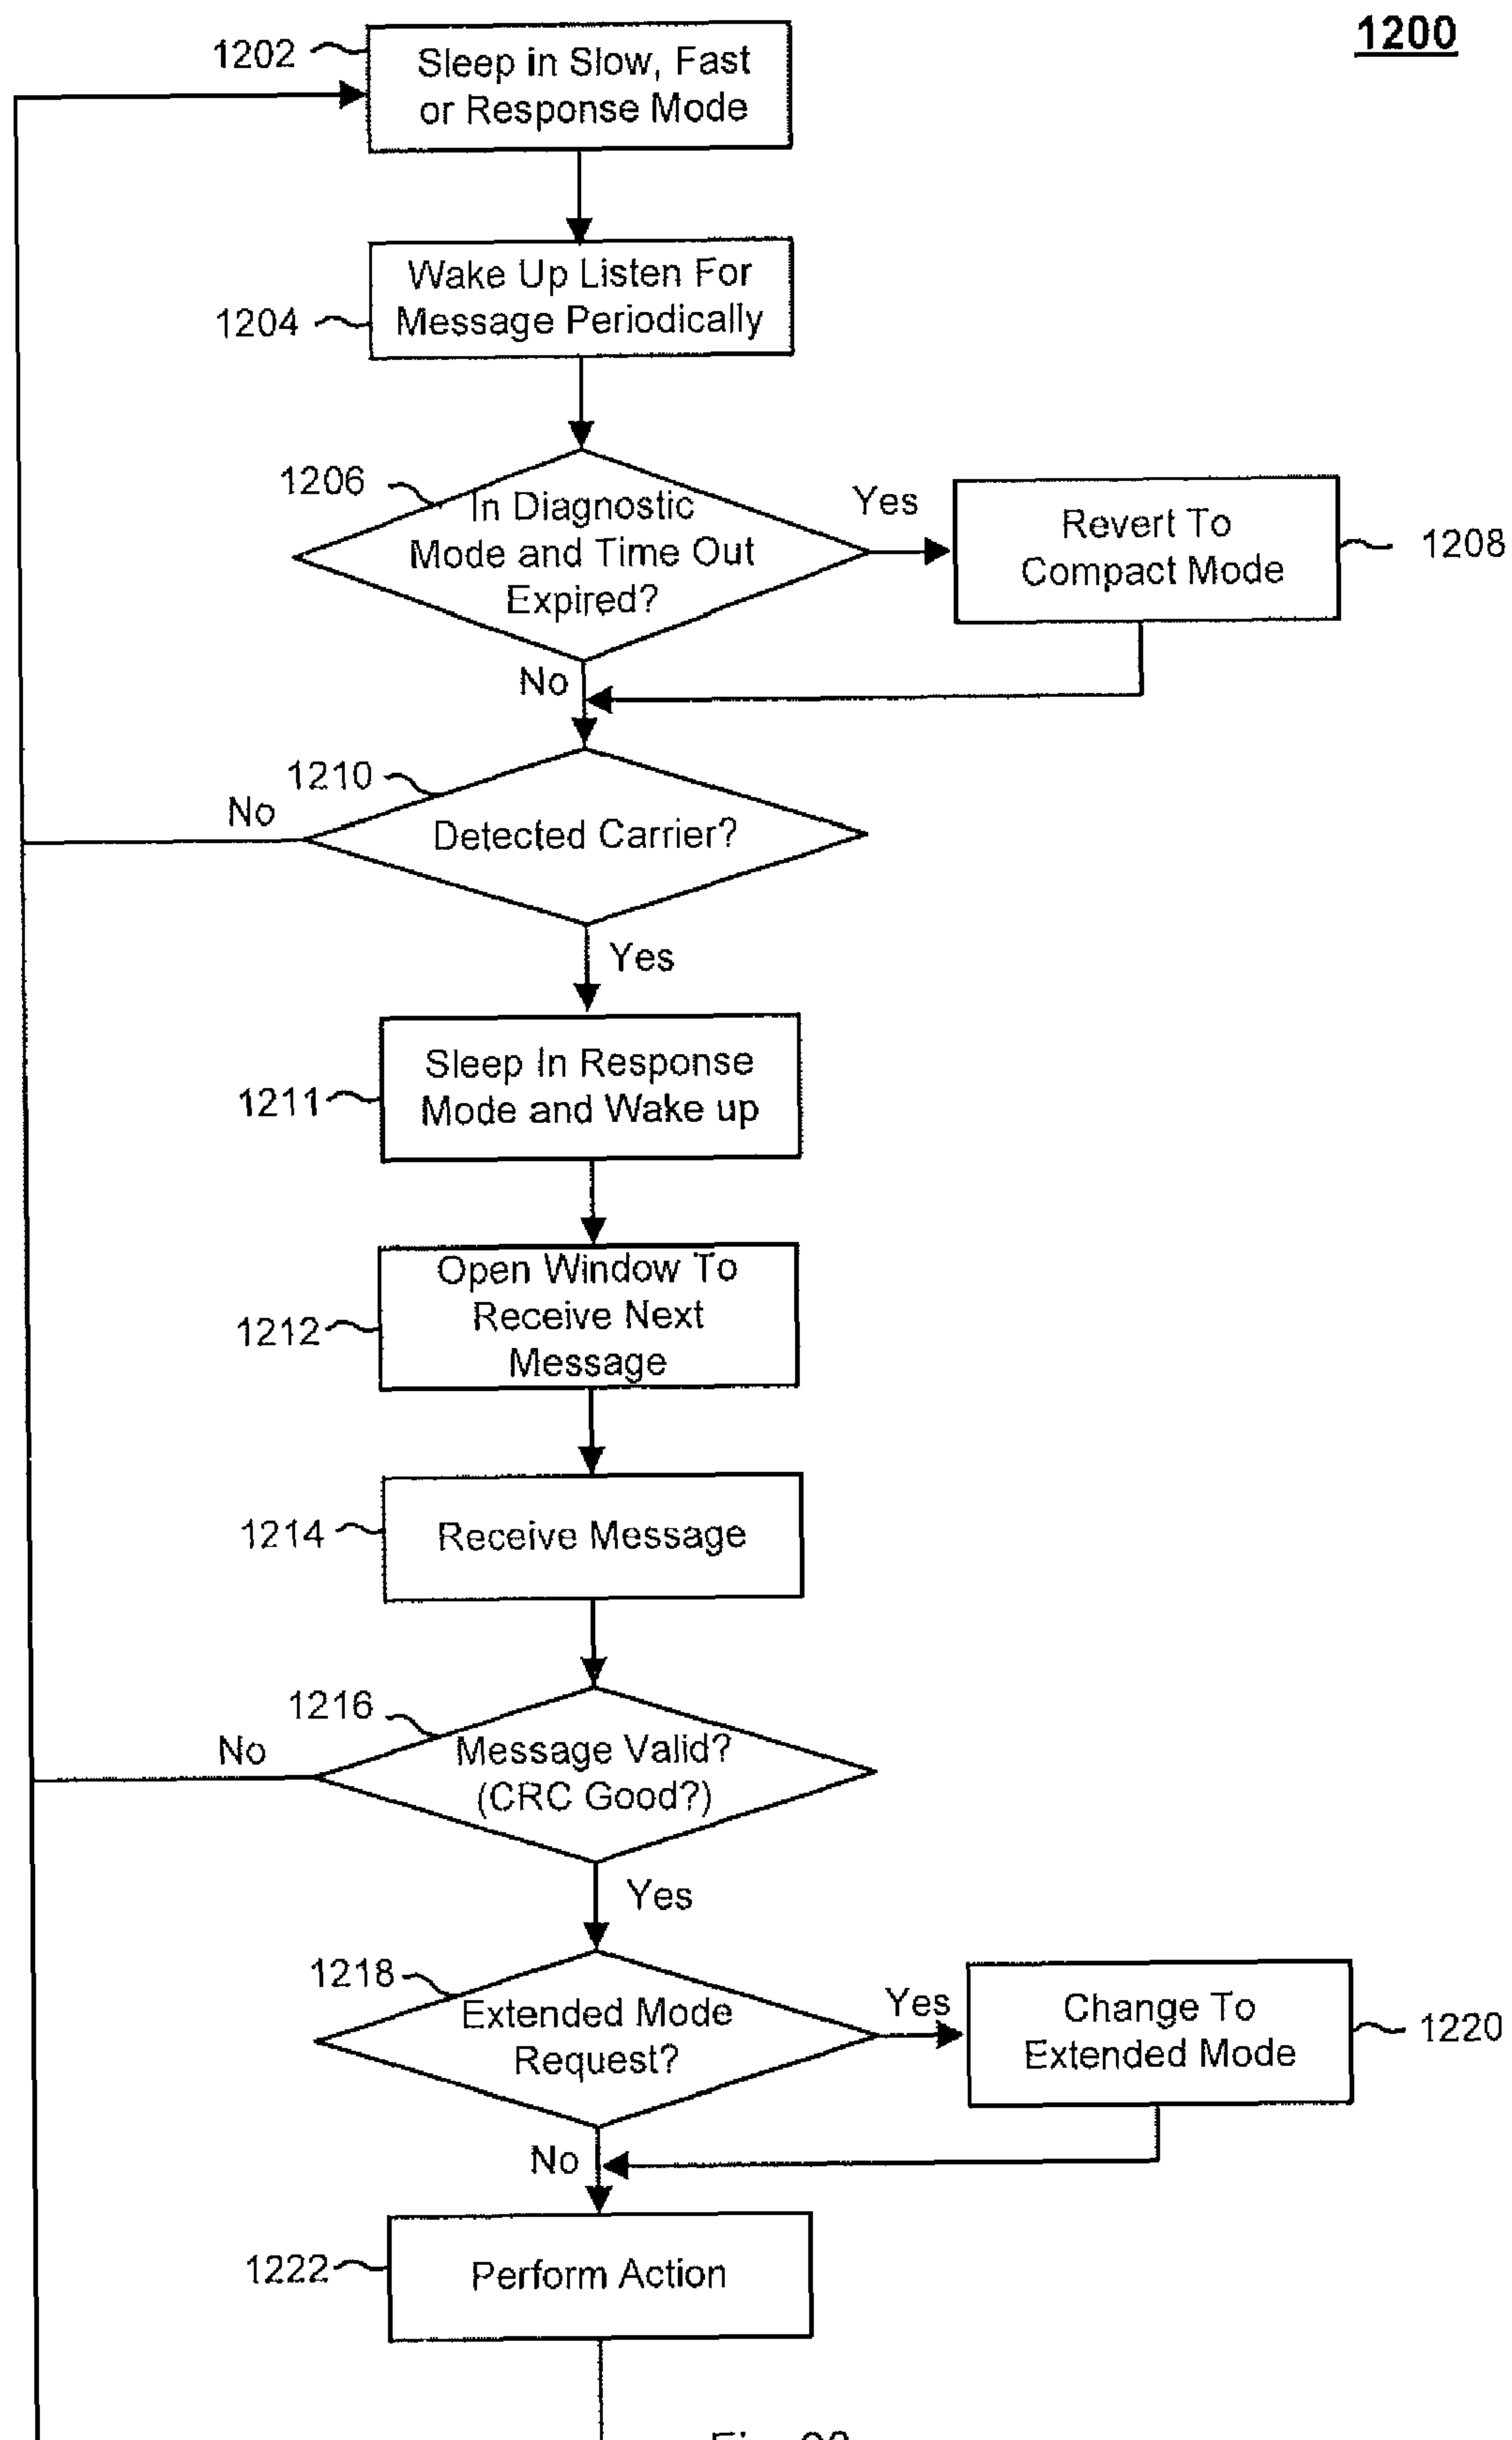 1200
1202
Sleep in Slow, Fast
or Response Mode
1204
Wake Up Listen For
Message Periodically
1206
In Diagnostic
Mode and Time Out
Expired?
Yes
Revert To
Compact Mode
1208
No
1210
No
Detected Carrier?
Yes
1211
Sleep In Response
Mode and Wake up
1212
Open Window To
Receive Next
Message
1214
Receive Message
1216
No
Message Valid?
(CRC Good?)
Yes
1218
Extended Mode
Request?
Yes
Change To
Extended Mode
1220
No
1222
Perform Action